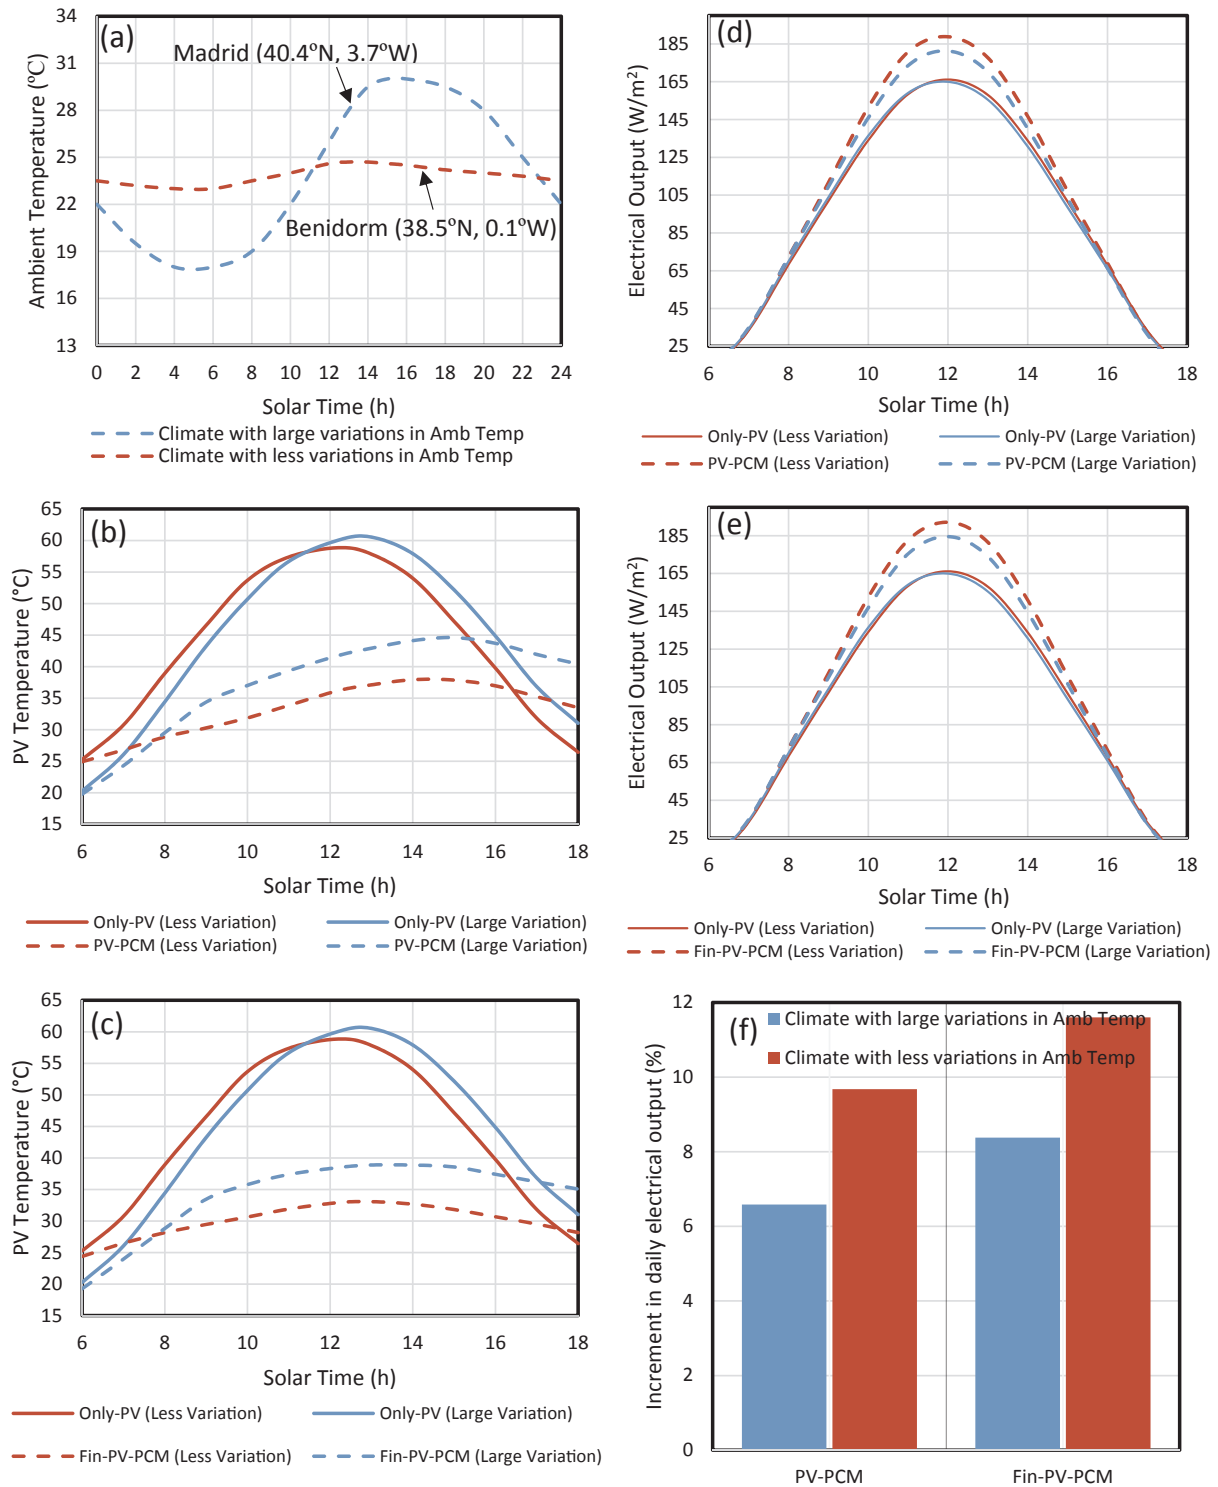 (a)
Madrid (40.4°N, 3.7°W)
Benidorm (38.5°N, 0.1°W)
Ambient Temperature (°C)
34
31
28
25
22
19
16
13
0 2 4 6 8 10 12 14 16 18 20 22 24
Solar Time (h)
Climate with large variations in Amb Temp
Climate with less variations in Amb Temp
(d)
Electrical Output (W/m²)
185
165
145
125
105
85
65
45
25
6 8 10 12 14 16 18
Solar Time (h)
Only-PV (Less Variation) Only-PV (Large Variation)
PV-PCM (Less Variation) PV-PCM (Large Variation)
(b)
PV Temperature (°C)
65
60
55
50
45
40
35
30
25
20
15
6 8 10 12 14 16 18
Solar Time (h)
Only-PV (Less Variation) Only-PV (Large Variation)
PV-PCM (Less Variation) PV-PCM (Large Variation)
(e)
Electrical Output (W/m²)
185
165
145
125
105
85
65
45
25
6 8 10 12 14 16 18
Solar Time (h)
Only-PV (Less Variation) Only-PV (Large Variation)
Fin-PV-PCM (Less Variation) Fin-PV-PCM (Large Variation)
(c)
PV Temperature (°C)
65
60
55
50
45
40
35
30
25
20
15
6 8 10 12 14 16 18
Solar Time (h)
Only-PV (Less Variation) Only-PV (Large Variation)
Fin-PV-PCM (Less Variation) Fin-PV-PCM (Large Variation)
(f)
Climate with large variations in Amb Temp
Climate with less variations in Amb Temp
Increment in daily electrical output (%)
12
10
8
6
4
2
0
PV-PCM Fin-PV-PCM